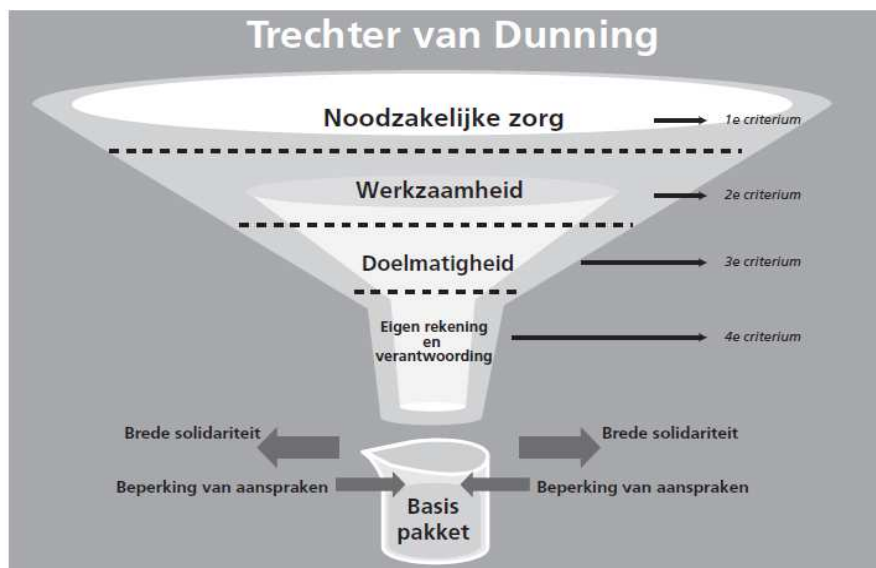 Trechter van Dunning
Noodzakelijke zorg
1e criterium
Werkzaamheid
2e criterium
Doelmatigheid
3e criterium
Eigen rekening
en
verantwoording
4e criterium
Brede solidariteit
Brede solidariteit
Beperking van aanspraken
Beperking van aanspraken
Basis
pakket